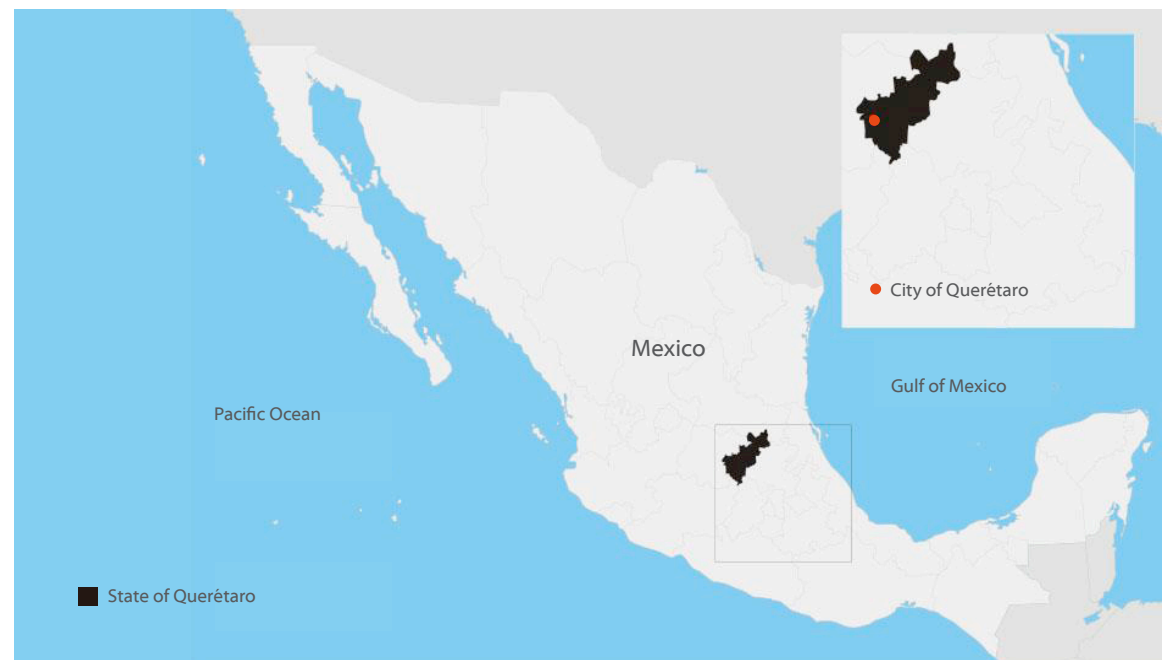 City of Querétaro
Mexico
Gulf of Mexico
Pacific Ocean
State of Querétaro